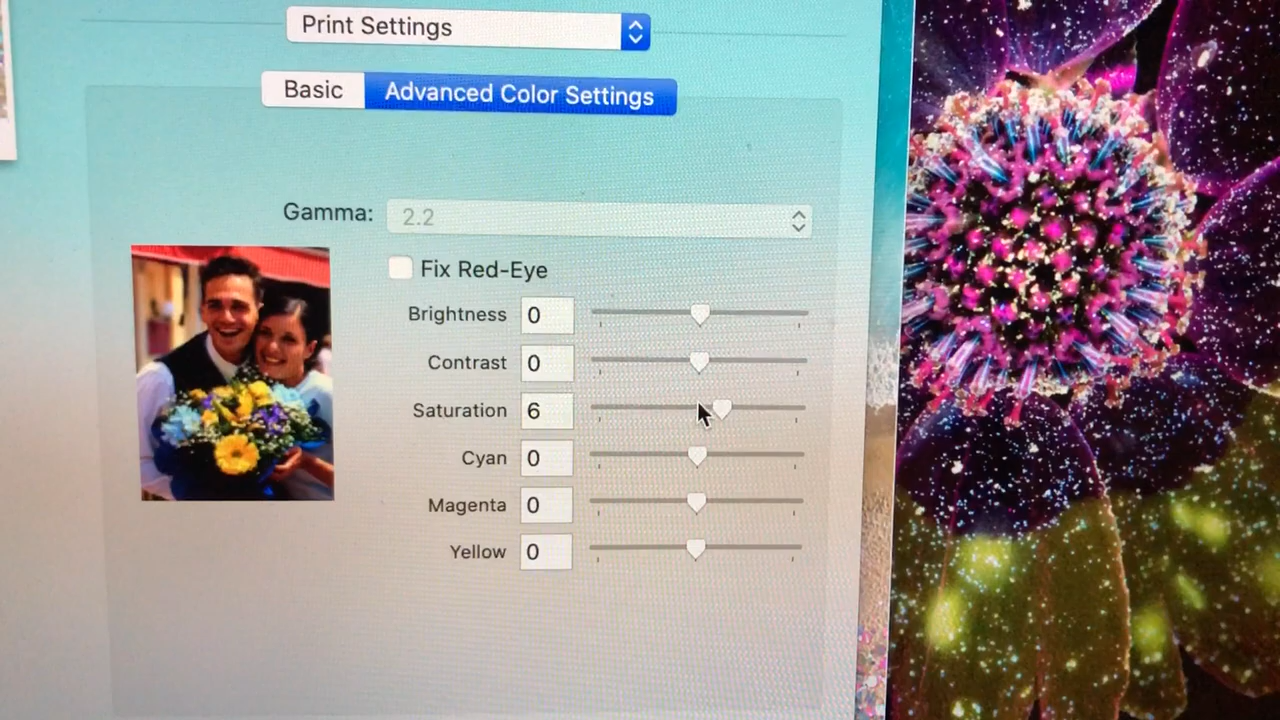 Print Settings
Basic Advanced Color Settings
Gamma: 2.2
Fix Red-Eye
Brightness 0
Contrast 0
Saturation 6
Cyan 0
Magenta 0
Yellow 0